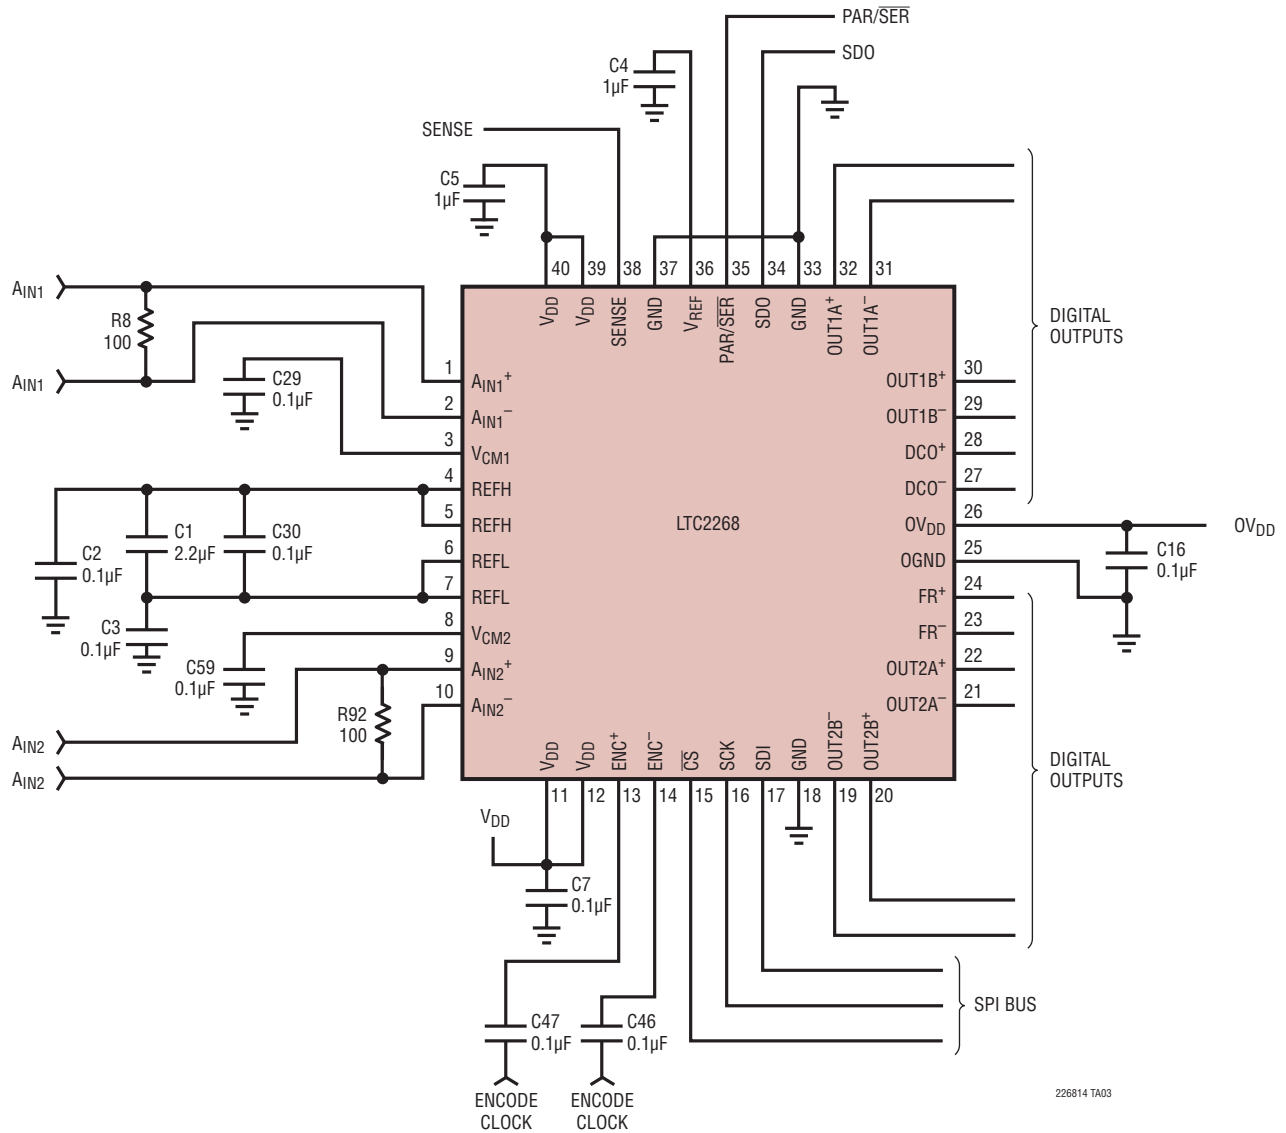 PAR/SER
SDO
C4
1µF
SENSE
C5
1µF
40 39 38 37 36 35 34 33 32 31
AIN1
R8
100
AIN1
C29
0.1µF
VDD
VDD
SENSE
GND
VREF
PAR/SER
SDO
GND
OUT1A+
OUT1A–
DIGITAL
OUTPUTS
1 AIN1+
2 AIN1–
3 VCM1
4 REFH
5 REFH
6 REFL
7 REFL
8 VCM2
9 AIN2+
10 AIN2–
LTC2268
OUT1B+ 30
OUT1B– 29
DCO+ 28
DCO– 27
OVDD 26
OGND 25
FR+ 24
FR– 23
OUT2A+ 22
OUT2A– 21
OVDD
C16
0.1µF
C2
0.1µF
C1
2.2µF
C30
0.1µF
C3
0.1µF
C59
0.1µF
R92
100
AIN2
AIN2
VDD
VDD
ENC+
ENC–
CS
SCK
SDI
GND
OUT2B–
OUT2B+
11 12 13 14 15 16 17 18 19 20
DIGITAL
OUTPUTS
VDD
C7
0.1µF
C47
0.1µF
C46
0.1µF
SPI BUS
ENCODE
CLOCK
ENCODE
CLOCK
226814 TA03